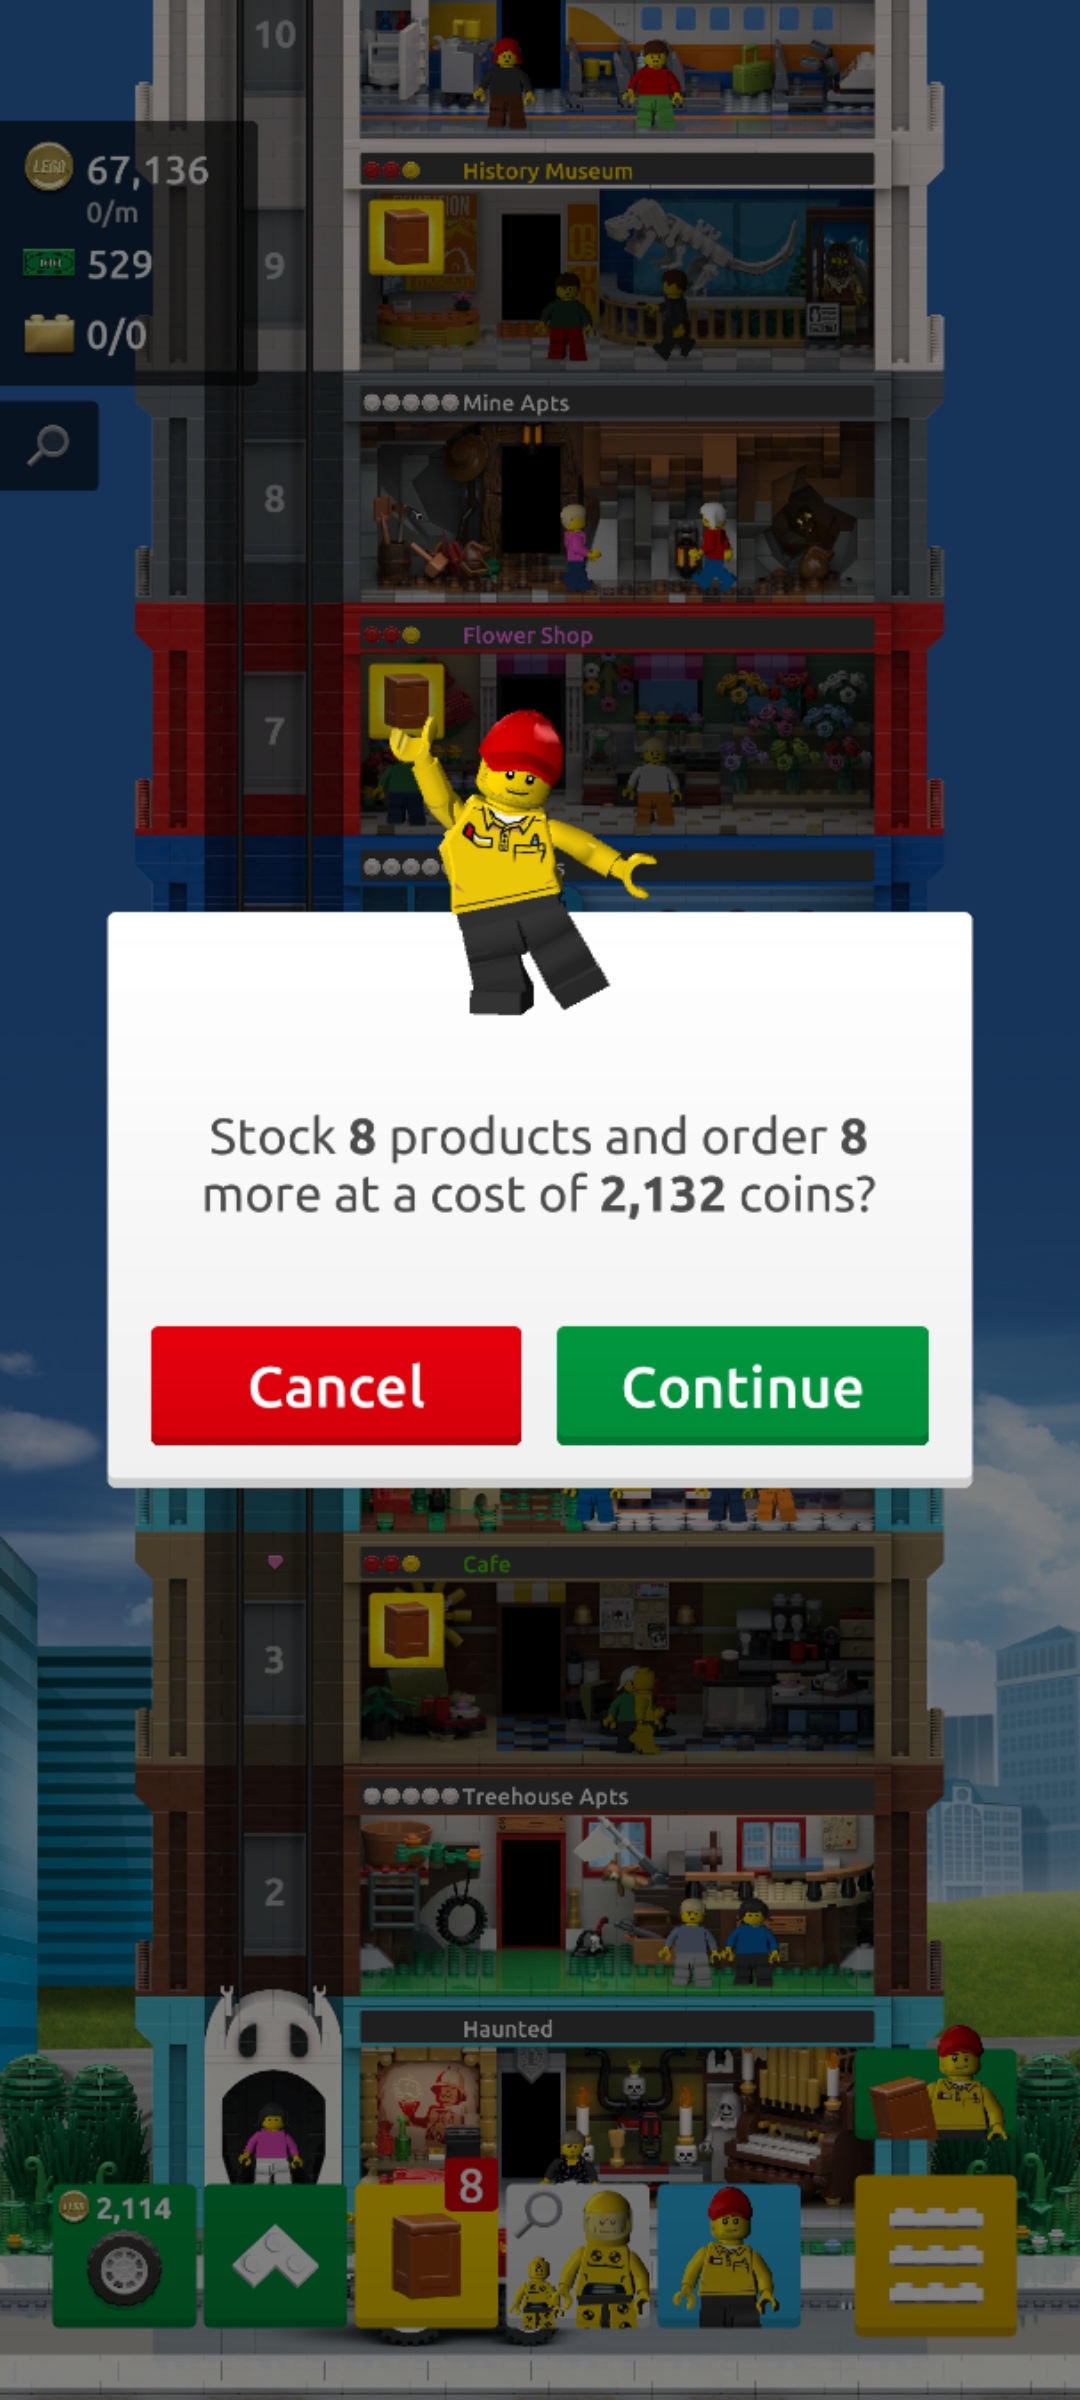 10
History Museum
LEGO 67,136
0/m
529
9
0/0
Mine Apts
8
Flower Shop
7
Stock 8 products and order 8
more at a cost of 2,132 coins?
Cancel
Continue
Cafe
3
Treehouse Apts
2
Haunted
8
2,114